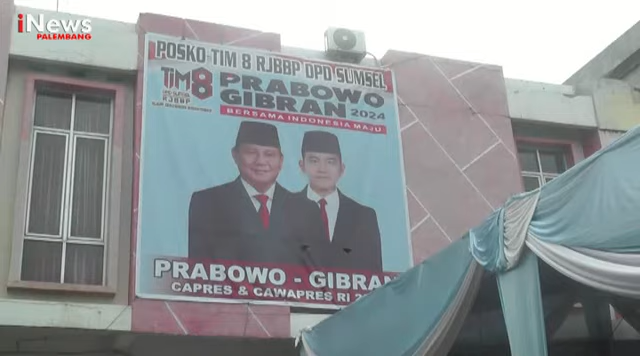 iNews
PALEMBANG
POSKO TIM 8 RJBBP DPD SUMSEL
TIM 8
RJBBP
PRABOWO
GIBRAN 2024
BERSAMA INDONESIA MAJU
PRABOWO - GIBRAN
CAPRES & CAWAPRES RI